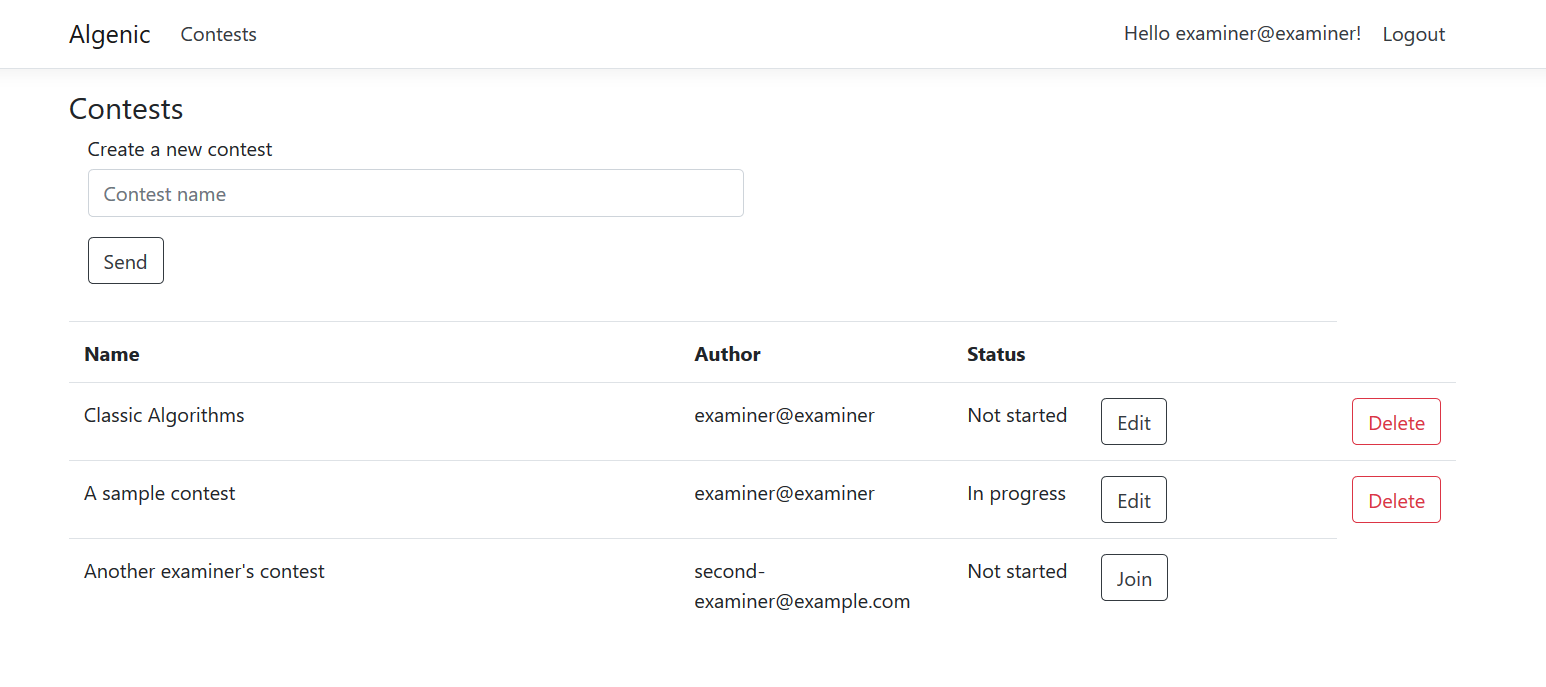 Algenic Contests Hello examiner@examiner! Logout
Contests
Create a new contest
Contest name
Send
Name Author Status
Classic Algorithms examiner@examiner Not started Edit Delete
A sample contest examiner@examiner In progress Edit Delete
Another examiner's contest second- Not started Join
examiner@example.com